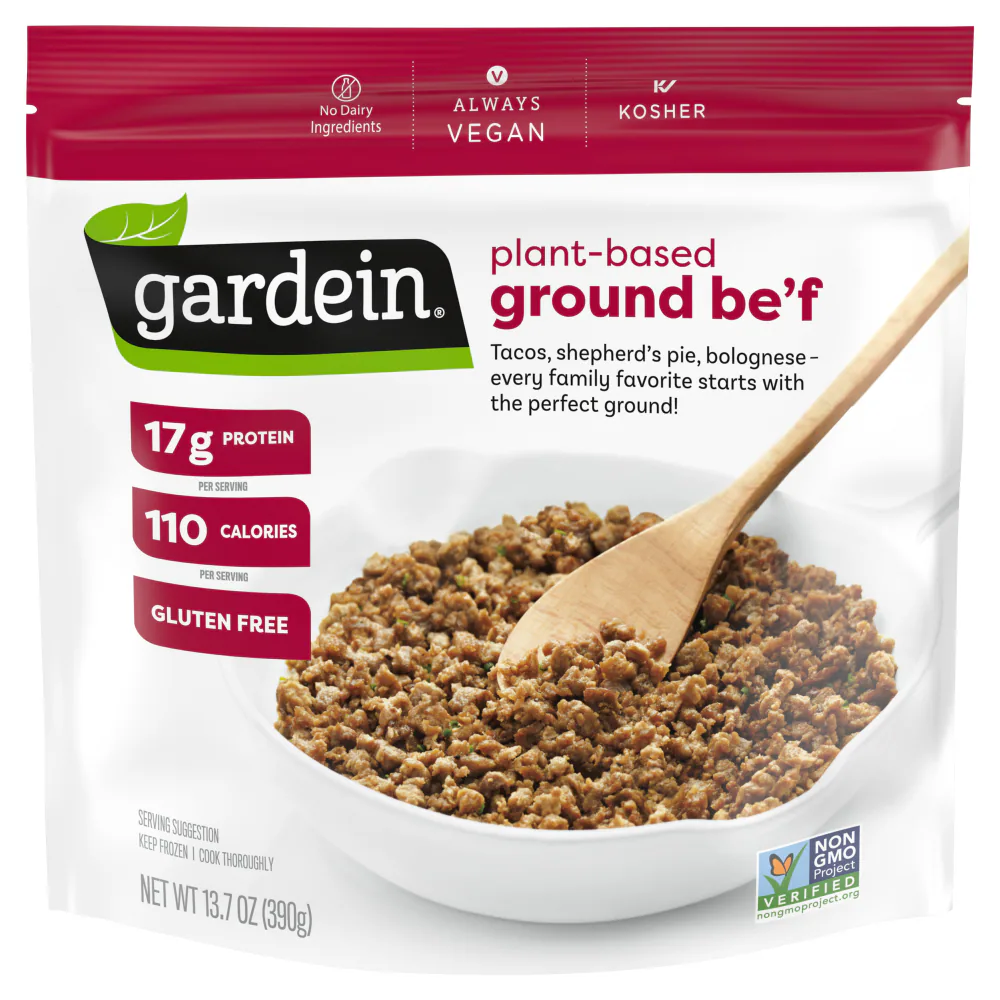 No Dairy
Ingredients
V
ALWAYS
VEGAN
K
KOSHER
gardein®
plant-based
ground be'f
Tacos, shepherd's pie, bolognese–
every family favorite starts with
the perfect ground!
17g PROTEIN
PER SERVING
110 CALORIES
PER SERVING
GLUTEN FREE
SERVING SUGGESTION
KEEP FROZEN | COOK THOROUGHLY
NET WT 13.7 OZ (390g)
NON
GMO
Project
VERIFIED
nongmoproject.org